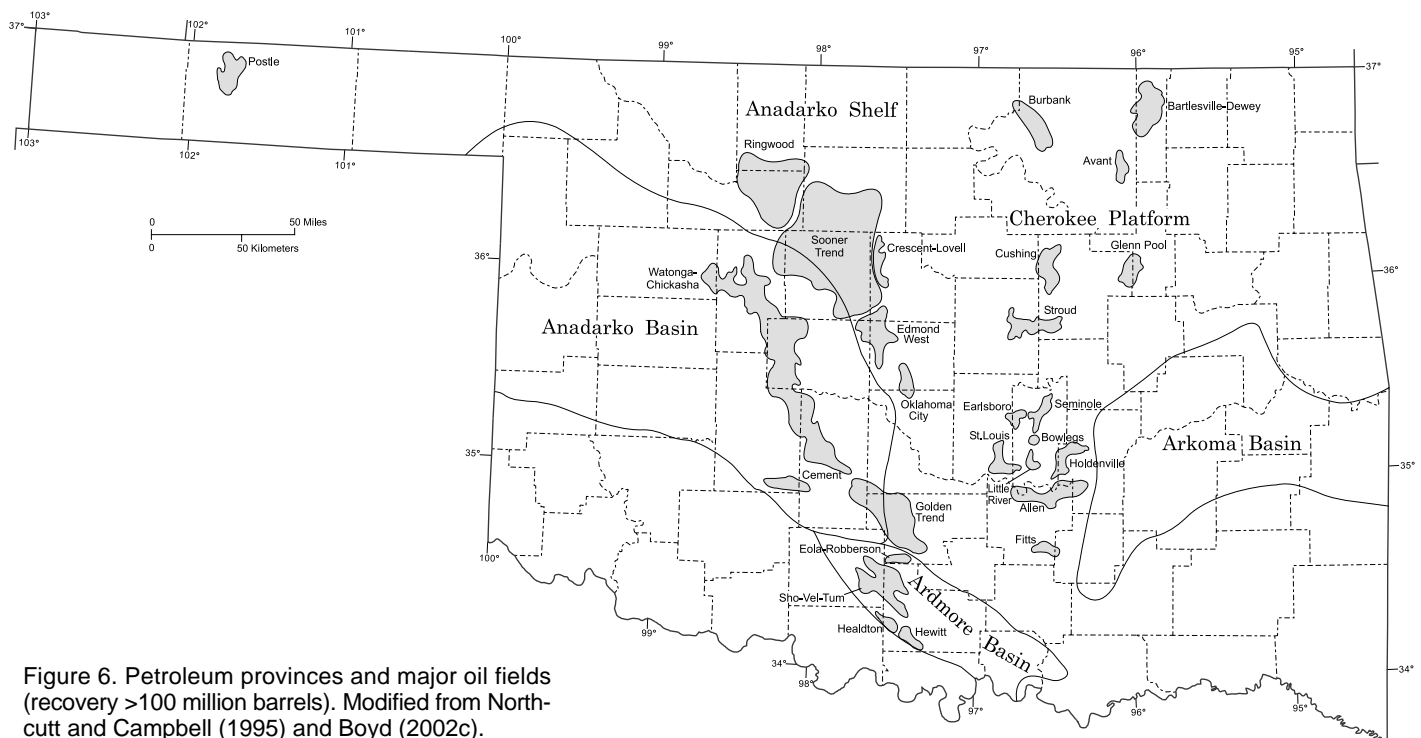 103°
37°
102°
101°
100°
99°
98°
97°
96°
95°
37°
Postle
Anadarko Shelf
Burbank
Bartlesville-Dewey
103°
102°
101°
Ringwood
Avant
0 50 Miles
0 50 Kilometers
Cherokee Platform
Sooner
Trend
Crescent-Lovell
Cushing
Glenn Pool
36°
36°
Watonga-
Chickasha
Stroud
Anadarko Basin
Edmond
West
Oklahoma
City
Earlsboro
Seminole
St.Louis
Bowlegs
Arkoma Basin
35°
Holdenville
35°
Cement
Little
River
Allen
Golden
Trend
Fitts
100°
Eola-Robberson
Sho-Vel-Tum
Ardmore Basin
Healdton
Hewitt
99°
34°
98°
97°
96°
95°
34°
Figure 6. Petroleum provinces and major oil fields
(recovery >100 million barrels). Modified from North-
cutt and Campbell (1995) and Boyd (2002c).